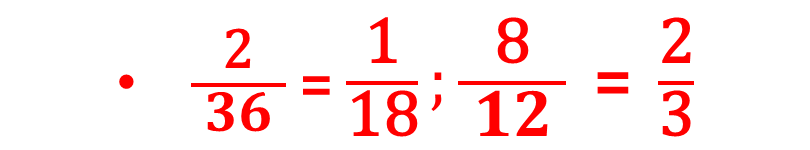 • 2/36 = 1/18 ; 8/12 = 2/3